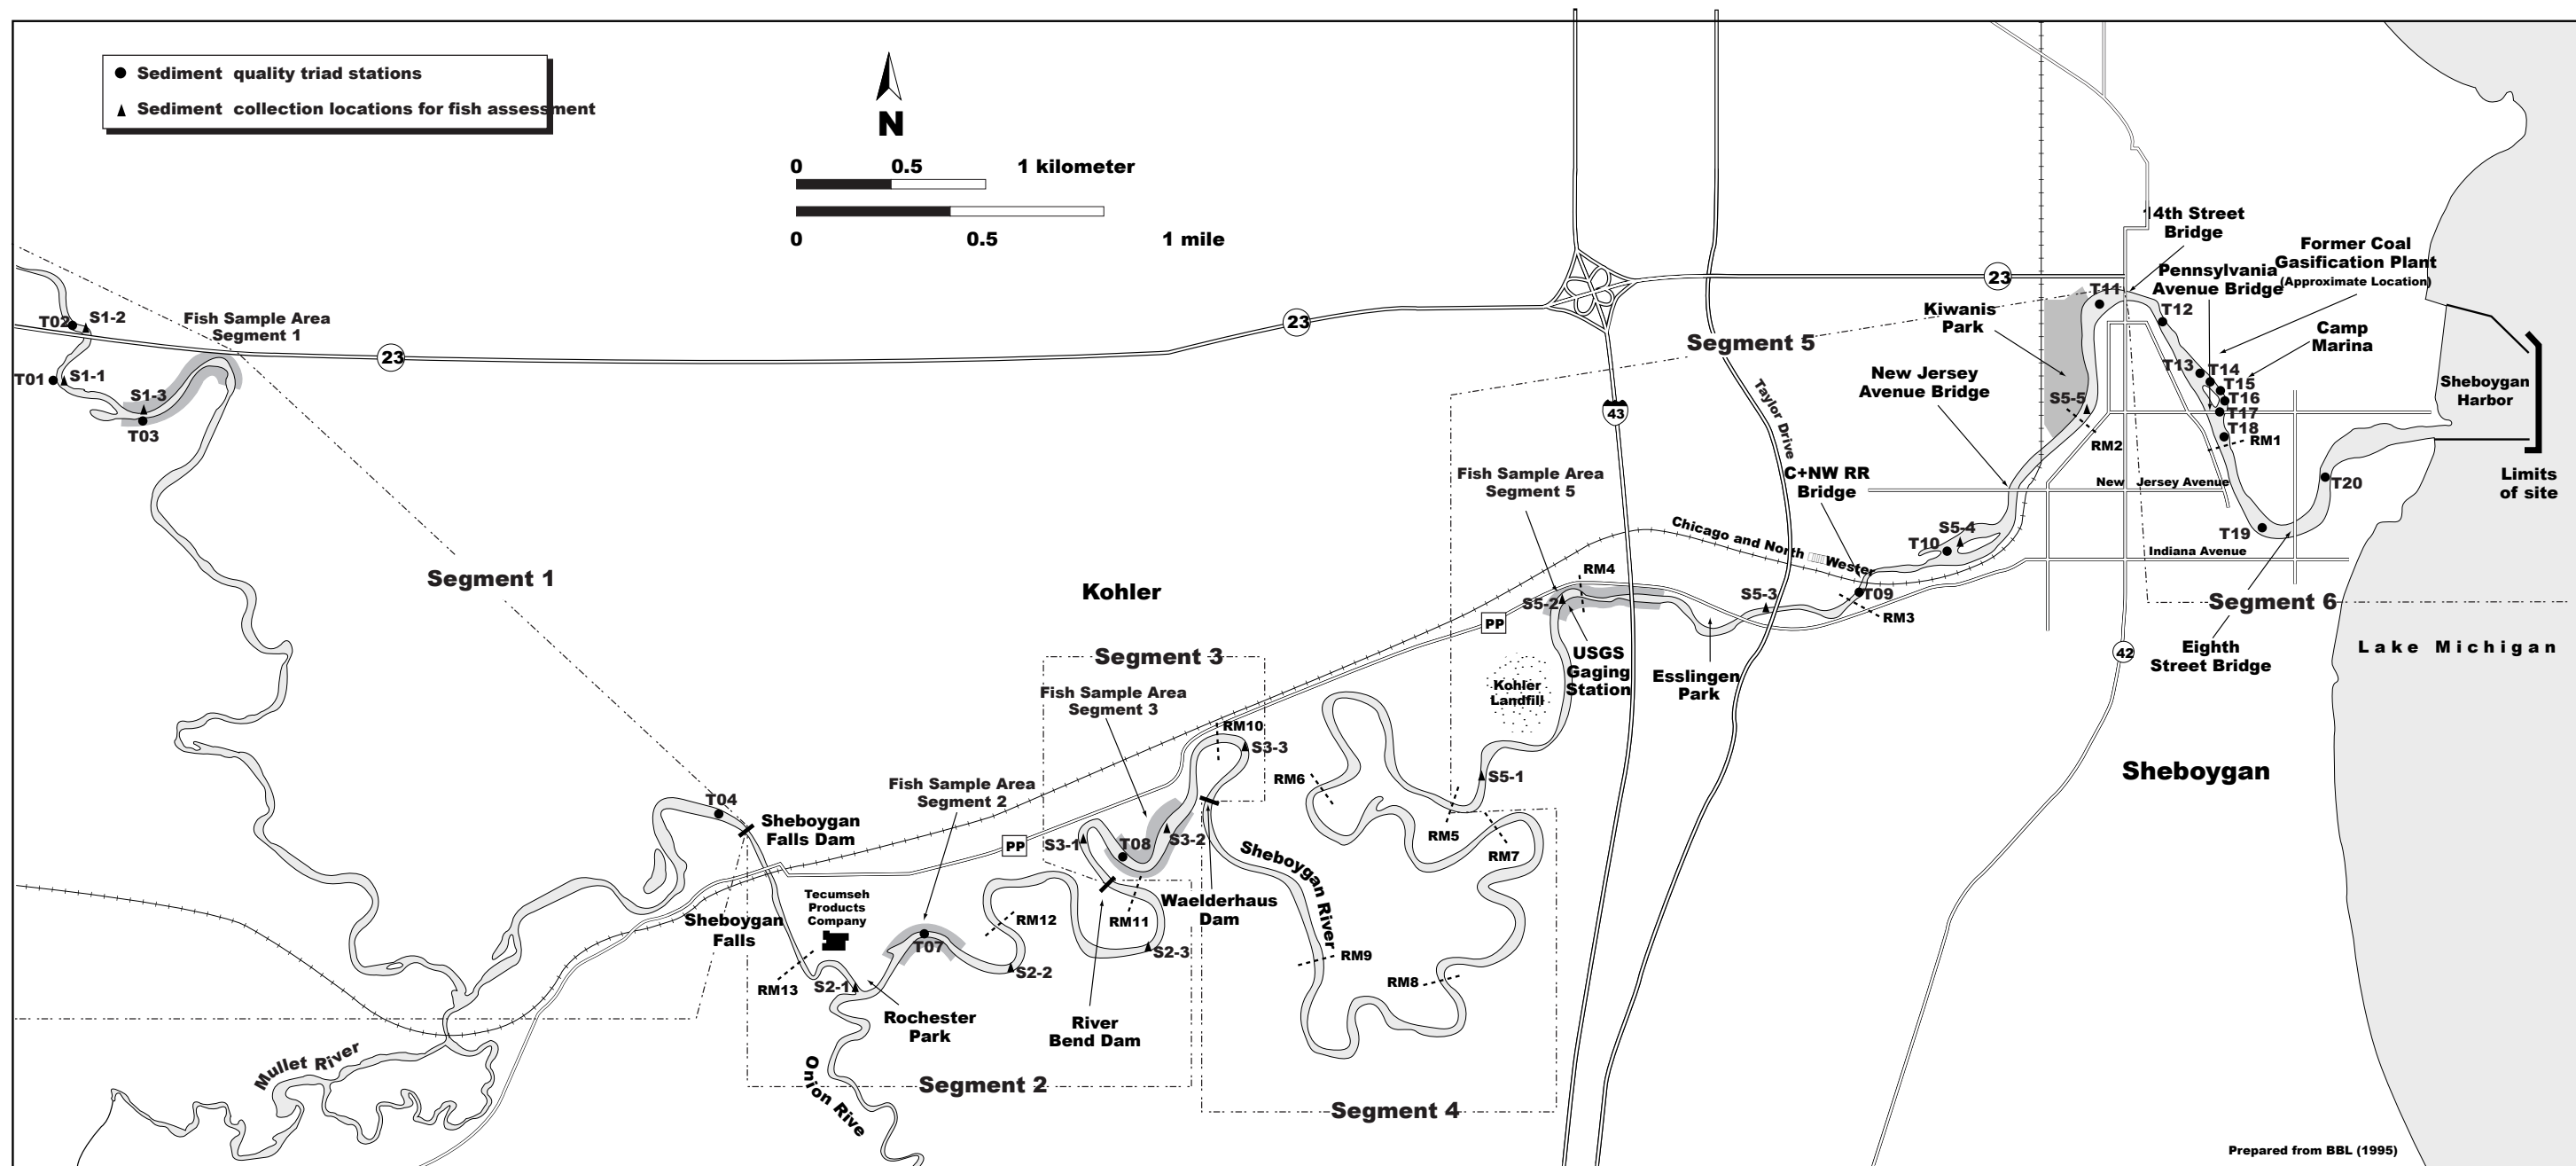 Sediment quality triad stations
Sediment collection locations for fish assessment
N
0 0.5 1 kilometer
0 0.5 1 mile
14th Street
Bridge
Former Coal
Gasification Plant
(Approximate Location)
Pennsylvania
Avenue Bridge
23
23
23
T11
T12
Kiwanis
Park
Camp
Marina
T02
S1-2
Fish Sample Area
Segment 1
Segment 5
T13
T14
T15
T16
T17
T18
RM1
T01
S1-1
S1-3
T03
New Jersey
Avenue Bridge
S5-5
RM2
Sheboygan
Harbor
43
Taylor Drive
Fish Sample Area
Segment 5
C+NW RR
Bridge
New Jersey Avenue
T20
Limits
of site
Chicago and North Wester
S5-4
T10
T19
Indiana Avenue
Segment 1
Kohler
RM4
S5-2
S5-3
T09
RM3
Segment 6
PP
Segment 3
Fish Sample Area
Segment 3
USGS
Gaging
Station
Kohler
Landfill
Esslingen
Park
42
Eighth
Street Bridge
Lake Michigan
RM10
S3-3
RM6
S5-1
Sheboygan
Fish Sample Area
Segment 2
T04
Sheboygan
Falls Dam
PP
S3-1
T08
S3-2
RM5
RM7
Sheboygan River
Tecumseh
Products
Company
Sheboygan
Falls
RM12
RM11
Waelderhaus
Dam
T07
S2-2
S2-3
RM9
RM13
S2-1
RM8
Rochester
Park
River
Bend Dam
Mullet River
Onion Rive
Segment 2
Segment 4
Prepared from BBL (1995)